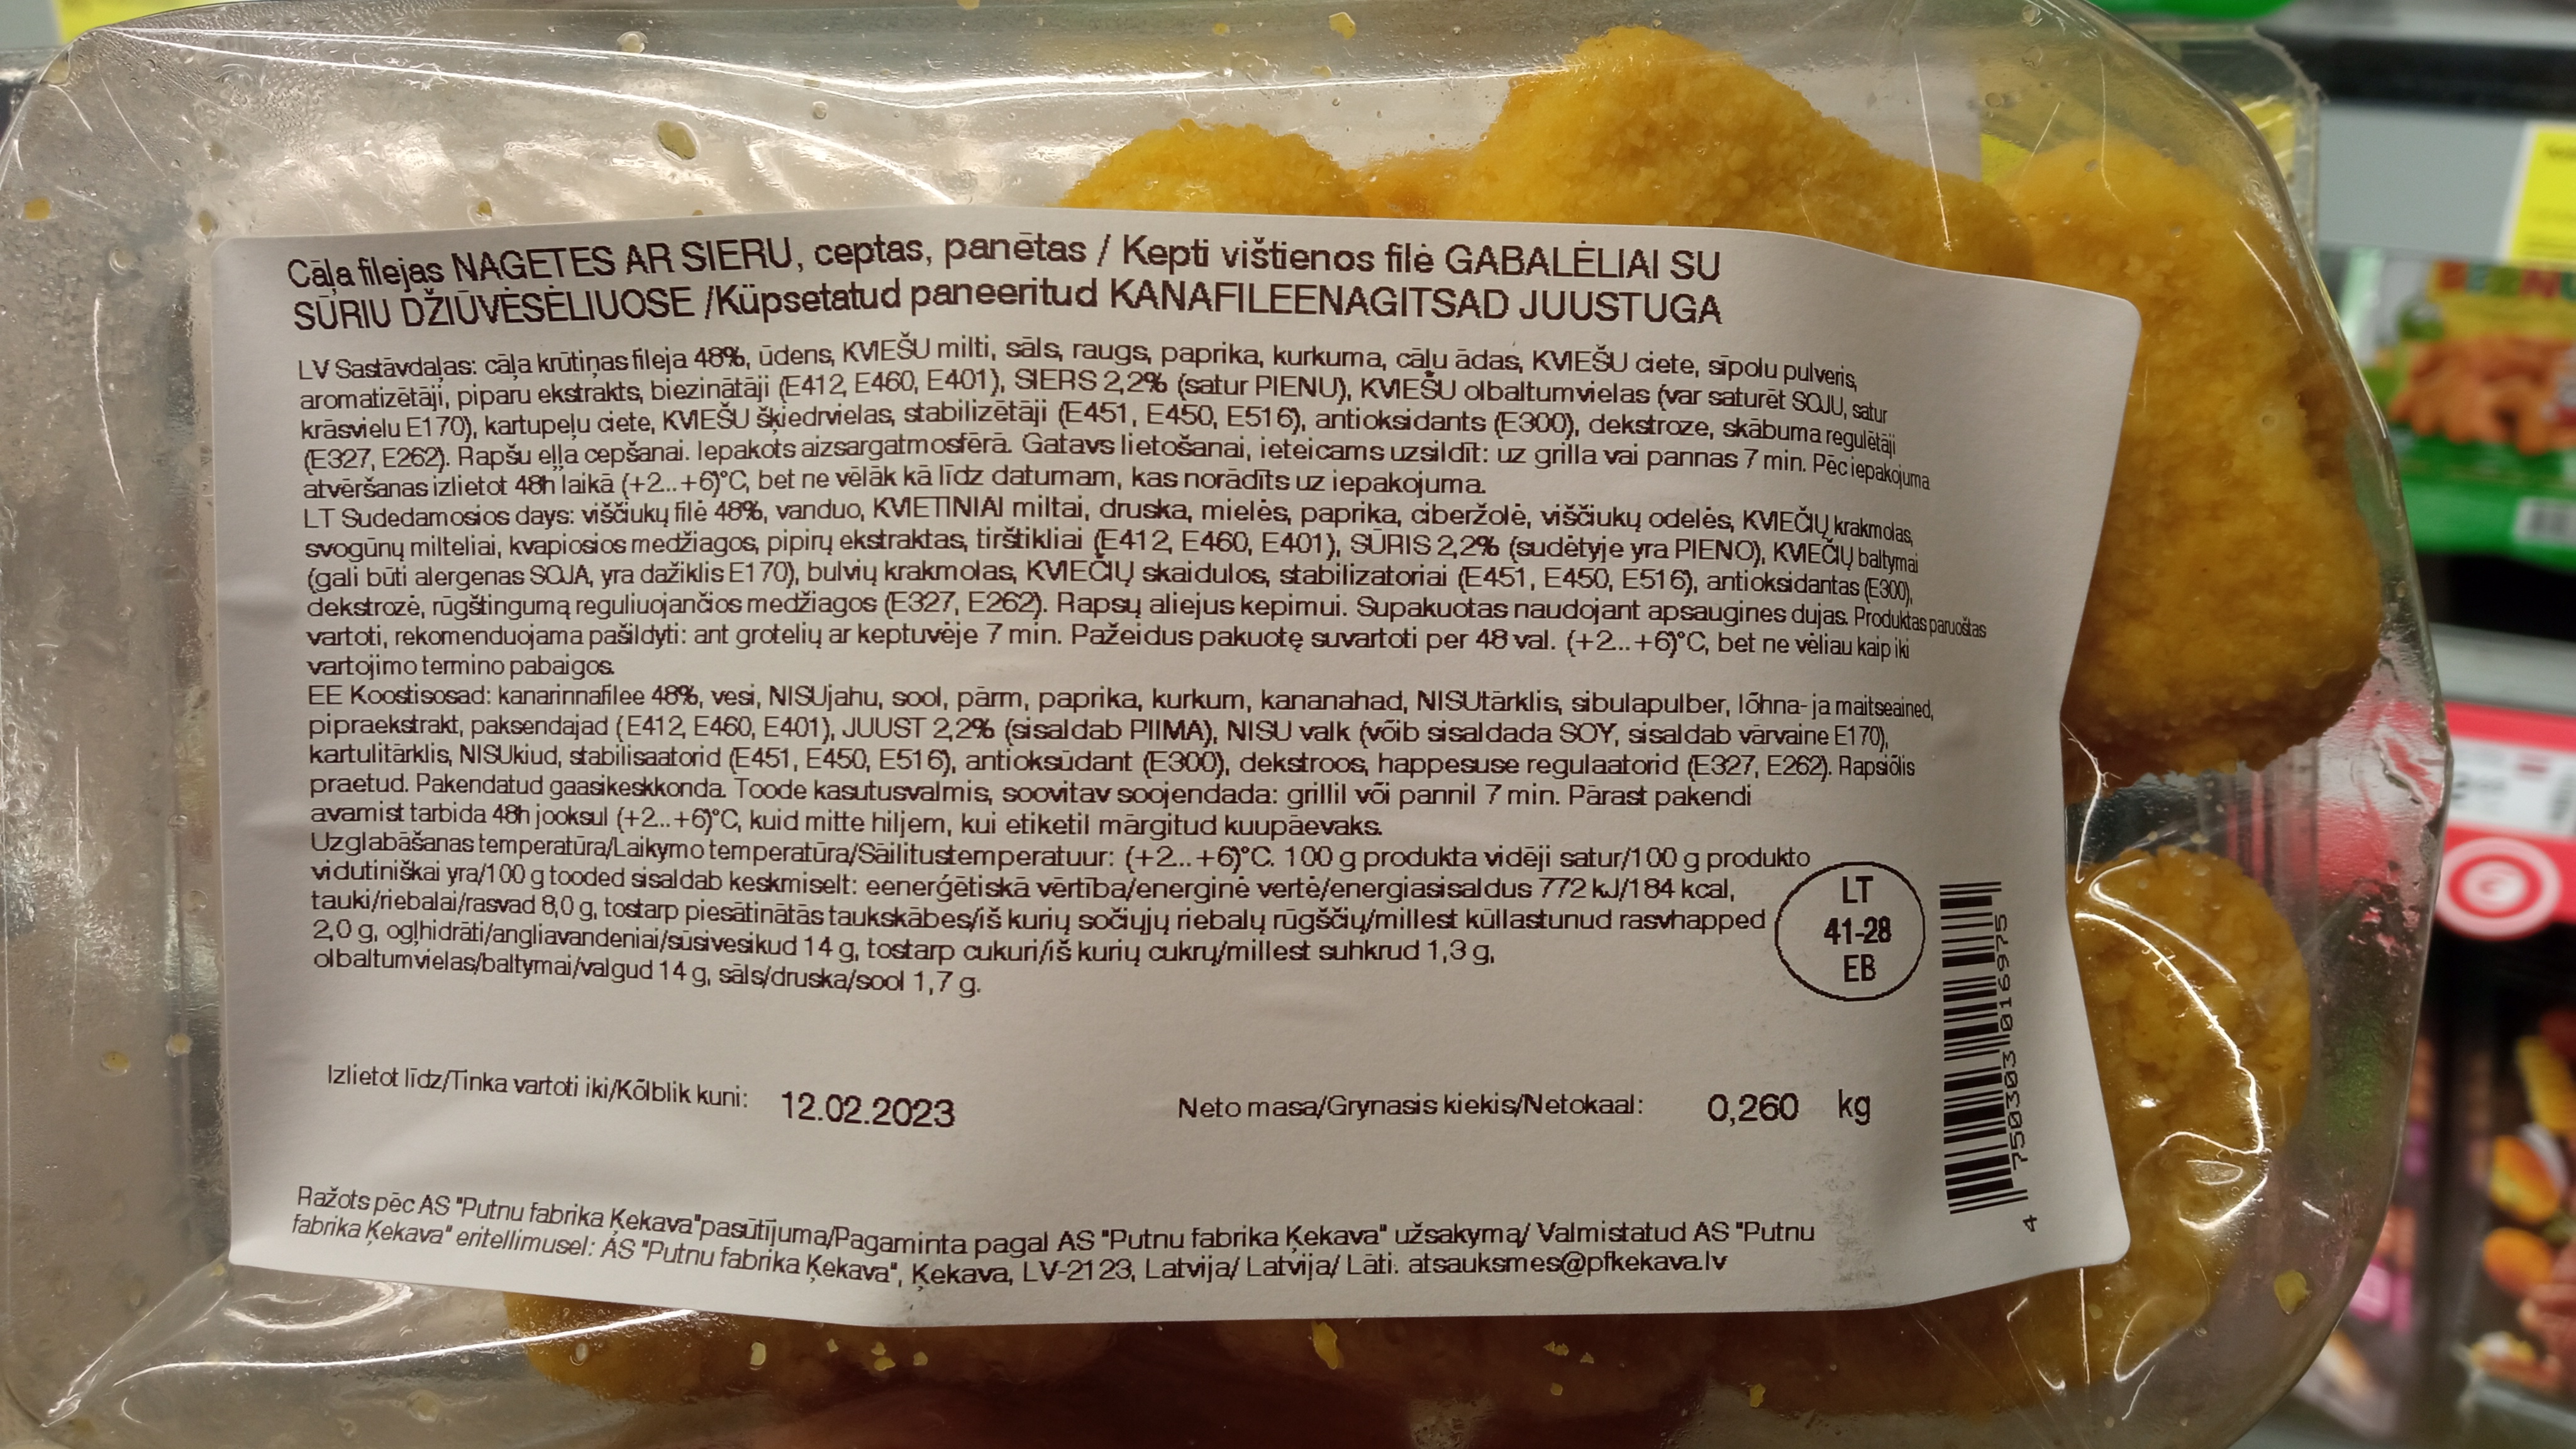 Cāļa filejas NAGETES AR SIERU, ceptas, panētas / Kepti vištienos filė GABALĖLIAI SU
SŪRIU DŽIŪVĖSĖLIUOSE /Küpsetatud paneeritud KANAFILEENAGITSAD JUUSTUGA
LV Sastāvdaļas: cāļa krūtiņas fileja 48%, ūdens, KVIEŠU milti, sāls, raugs, paprika, kurkuma, cāļu ādas, KVIEŠU ciete, sīpolu pulveris,
aromatizētāji, piparu ekstrakts, biezinātāji (E412, E460, E401), SIERS 2,2% (satur PIENU), KVIEŠU olbaltumvielas (var saturēt SOJU, satur
krāsvielu E170), kartupeļu ciete, KVIEŠU šķiedrvielas, stabilizētāji (E451, E450, E516), antioksidants (E300), dekstroze, skābuma regulētāji
(E327, E262). Rapšu eļļa cepšanai. Iepakots aizsargatmosfērā. Gatavs lietošanai, ieteicams uzsildīt: uz grilla vai pannas 7 min. Pēc iepakojuma
atvēršanas izlietot 48h laikā (+2...+6)°C, bet ne vēlāk kā līdz datumam, kas norādīts uz iepakojuma.
LT Sudedamosios days: viščiukų filė 48%, vanduo, KVIETINIAI miltai, druska, mielės, paprika, ciberžolė, viščiukų odelės, KVIEČIŲ krakmolas,
svogūnų milteliai, kvapiosios medžiagos, pipirų ekstraktas, tirštikliai (E412, E460, E401), SŪRIS 2,2% (sudėtyje yra PIENO), KVIEČIŲ baltymai
(gali būti alergenas SOJA, yra dažiklis E170), bulvių krakmolas, KVIEČIŲ skaidulos, stabilizatoriai (E451, E450, E516), antioksidantas (E300),
dekstrozė, rūgštingumą reguliuojančios medžiagos (E327, E262). Rapsų aliejus kepimui. Supakuotas naudojant apsaugines dujas. Produktas paruoštas
vartoti, rekomenduojama pašildyti: ant grotelių ar keptuvėje 7 min. Pažeidus pakuotę suvartoti per 48 val. (+2...+6)°C, bet ne vėliau kaip iki
vartojimo termino pabaigos.
EE Koostisosad: kanarinnafilee 48%, vesi, NISUjahu, sool, pärm, paprika, kurkum, kananahad, NISUtärklis, sibulapulber, lõhna- ja maitseained,
pipraekstrakt, paksendajad (E412, E460, E401), JUUST 2,2% (sisaldab PIIMA), NISU valk (võib sisaldada SOY, sisaldab värvaine E170),
kartulitärklis, NISUkiud, stabilisaatorid (E451, E450, E516), antioksüdant (E300), dekstroos, happesuse regulaatorid (E327, E262). Rapsiõlis
praetud. Pakendatud gaasikeskkonda. Toode kasutusvalmis, soovitav soojendada: grillil või pannil 7 min. Pärast pakendi
avamist tarbida 48h jooksul (+2...+6)°C, kuid mitte hiljem, kui etiketil märgitud kuupäevaks.
Uzglabāšanas temperatūra/Laikymo temperatūra/Säilitustemperatuur: (+2...+6)°C. 100 g produkta vidēji satur/100 g produkto
vidutiniškai yra/100 g tooded sisaldab keskmiselt: eenerģētiskā vērtība/energinė vertė/energiasisaldus 772 kJ/184 kcal,
tauki/riebalai/rasvad 8,0 g, tostarp piesātinātās taukskābes/iš kurių sočiųjų riebalų rūgščių/millest küllastunud rasvhapped
2,0 g, ogļhidrāti/angliavandeniai/süsivesikud 14 g, tostarp cukuri/iš kurių cukrų/millest suhkrud 1,3 g,
olbaltumvielas/baltymai/valgud 14 g, sāls/druska/sool 1,7 g.
LT
41-28
EB
Izlietot līdz/Tinka vartoti iki/Kõlblik kuni: 12.02.2023
Neto masa/Grynasis kiekis/Netokaal: 0,260 kg
4 750303 016975
Ražots pēc AS "Putnu fabrika Ķekava"pasūtījuma/Pagaminta pagal AS "Putnu fabrika Ķekava" užsakymą/ Valmistatud AS "Putnu
fabrika Ķekava" eritellimusel: AS "Putnu fabrika Ķekava", Ķekava, LV-2123, Latvija/ Latvija/ Läti. atsauksmes@pfkekava.lv